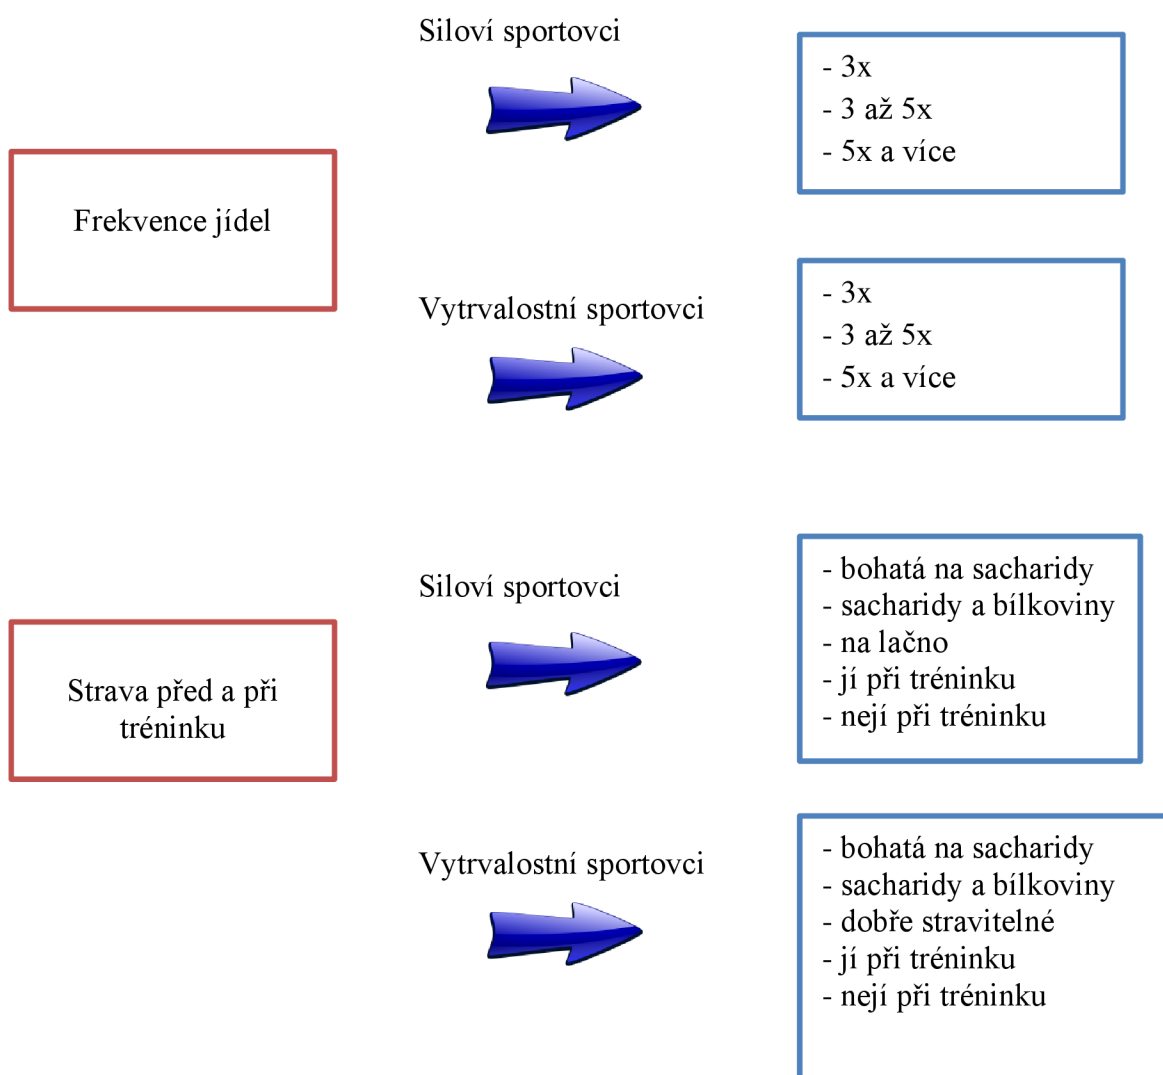 Siloví sportovci
- 3x
- 3 až 5x
- 5x a více
Frekvence jídel
Vytrvalostní sportovci
- 3x
- 3 až 5x
- 5x a více
Siloví sportovci
- bohatá na sacharidy
- sacharidy a bílkoviny
- na lačno
- jí při tréninku
- nejí při tréninku
Strava před a při
tréninku
Vytrvalostní sportovci
- bohatá na sacharidy
- sacharidy a bílkoviny
- dobře stravitelné
- jí při tréninku
- nejí při tréninku